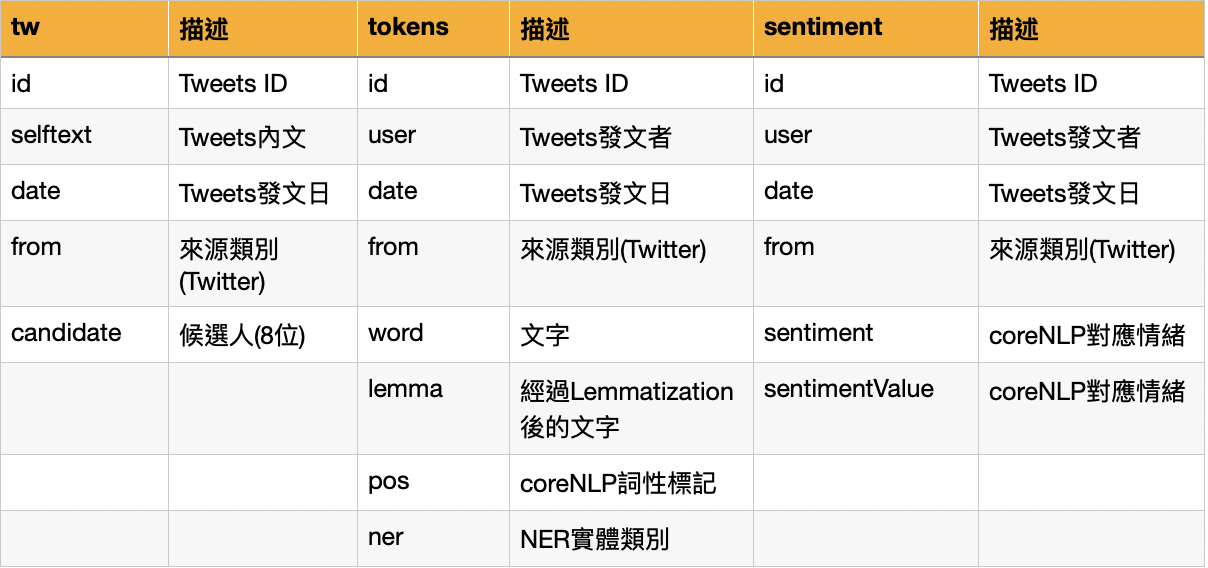 tw 描述 tokens 描述 sentiment 描述
id Tweets ID id Tweets ID id Tweets ID
selftext Tweets內文 user Tweets發文者 user Tweets發文者
date Tweets發文日 date Tweets發文日 date Tweets發文日
from 來源類別 from 來源類別(Twitter) from 來源類別(Twitter)
(Twitter)
candidate 候選人(8位) word 文字 sentiment coreNLP對應情緒
lemma 經過Lemmatization sentimentValue coreNLP對應情緒
後的文字
pos coreNLP詞性標記
ner NER實體類別